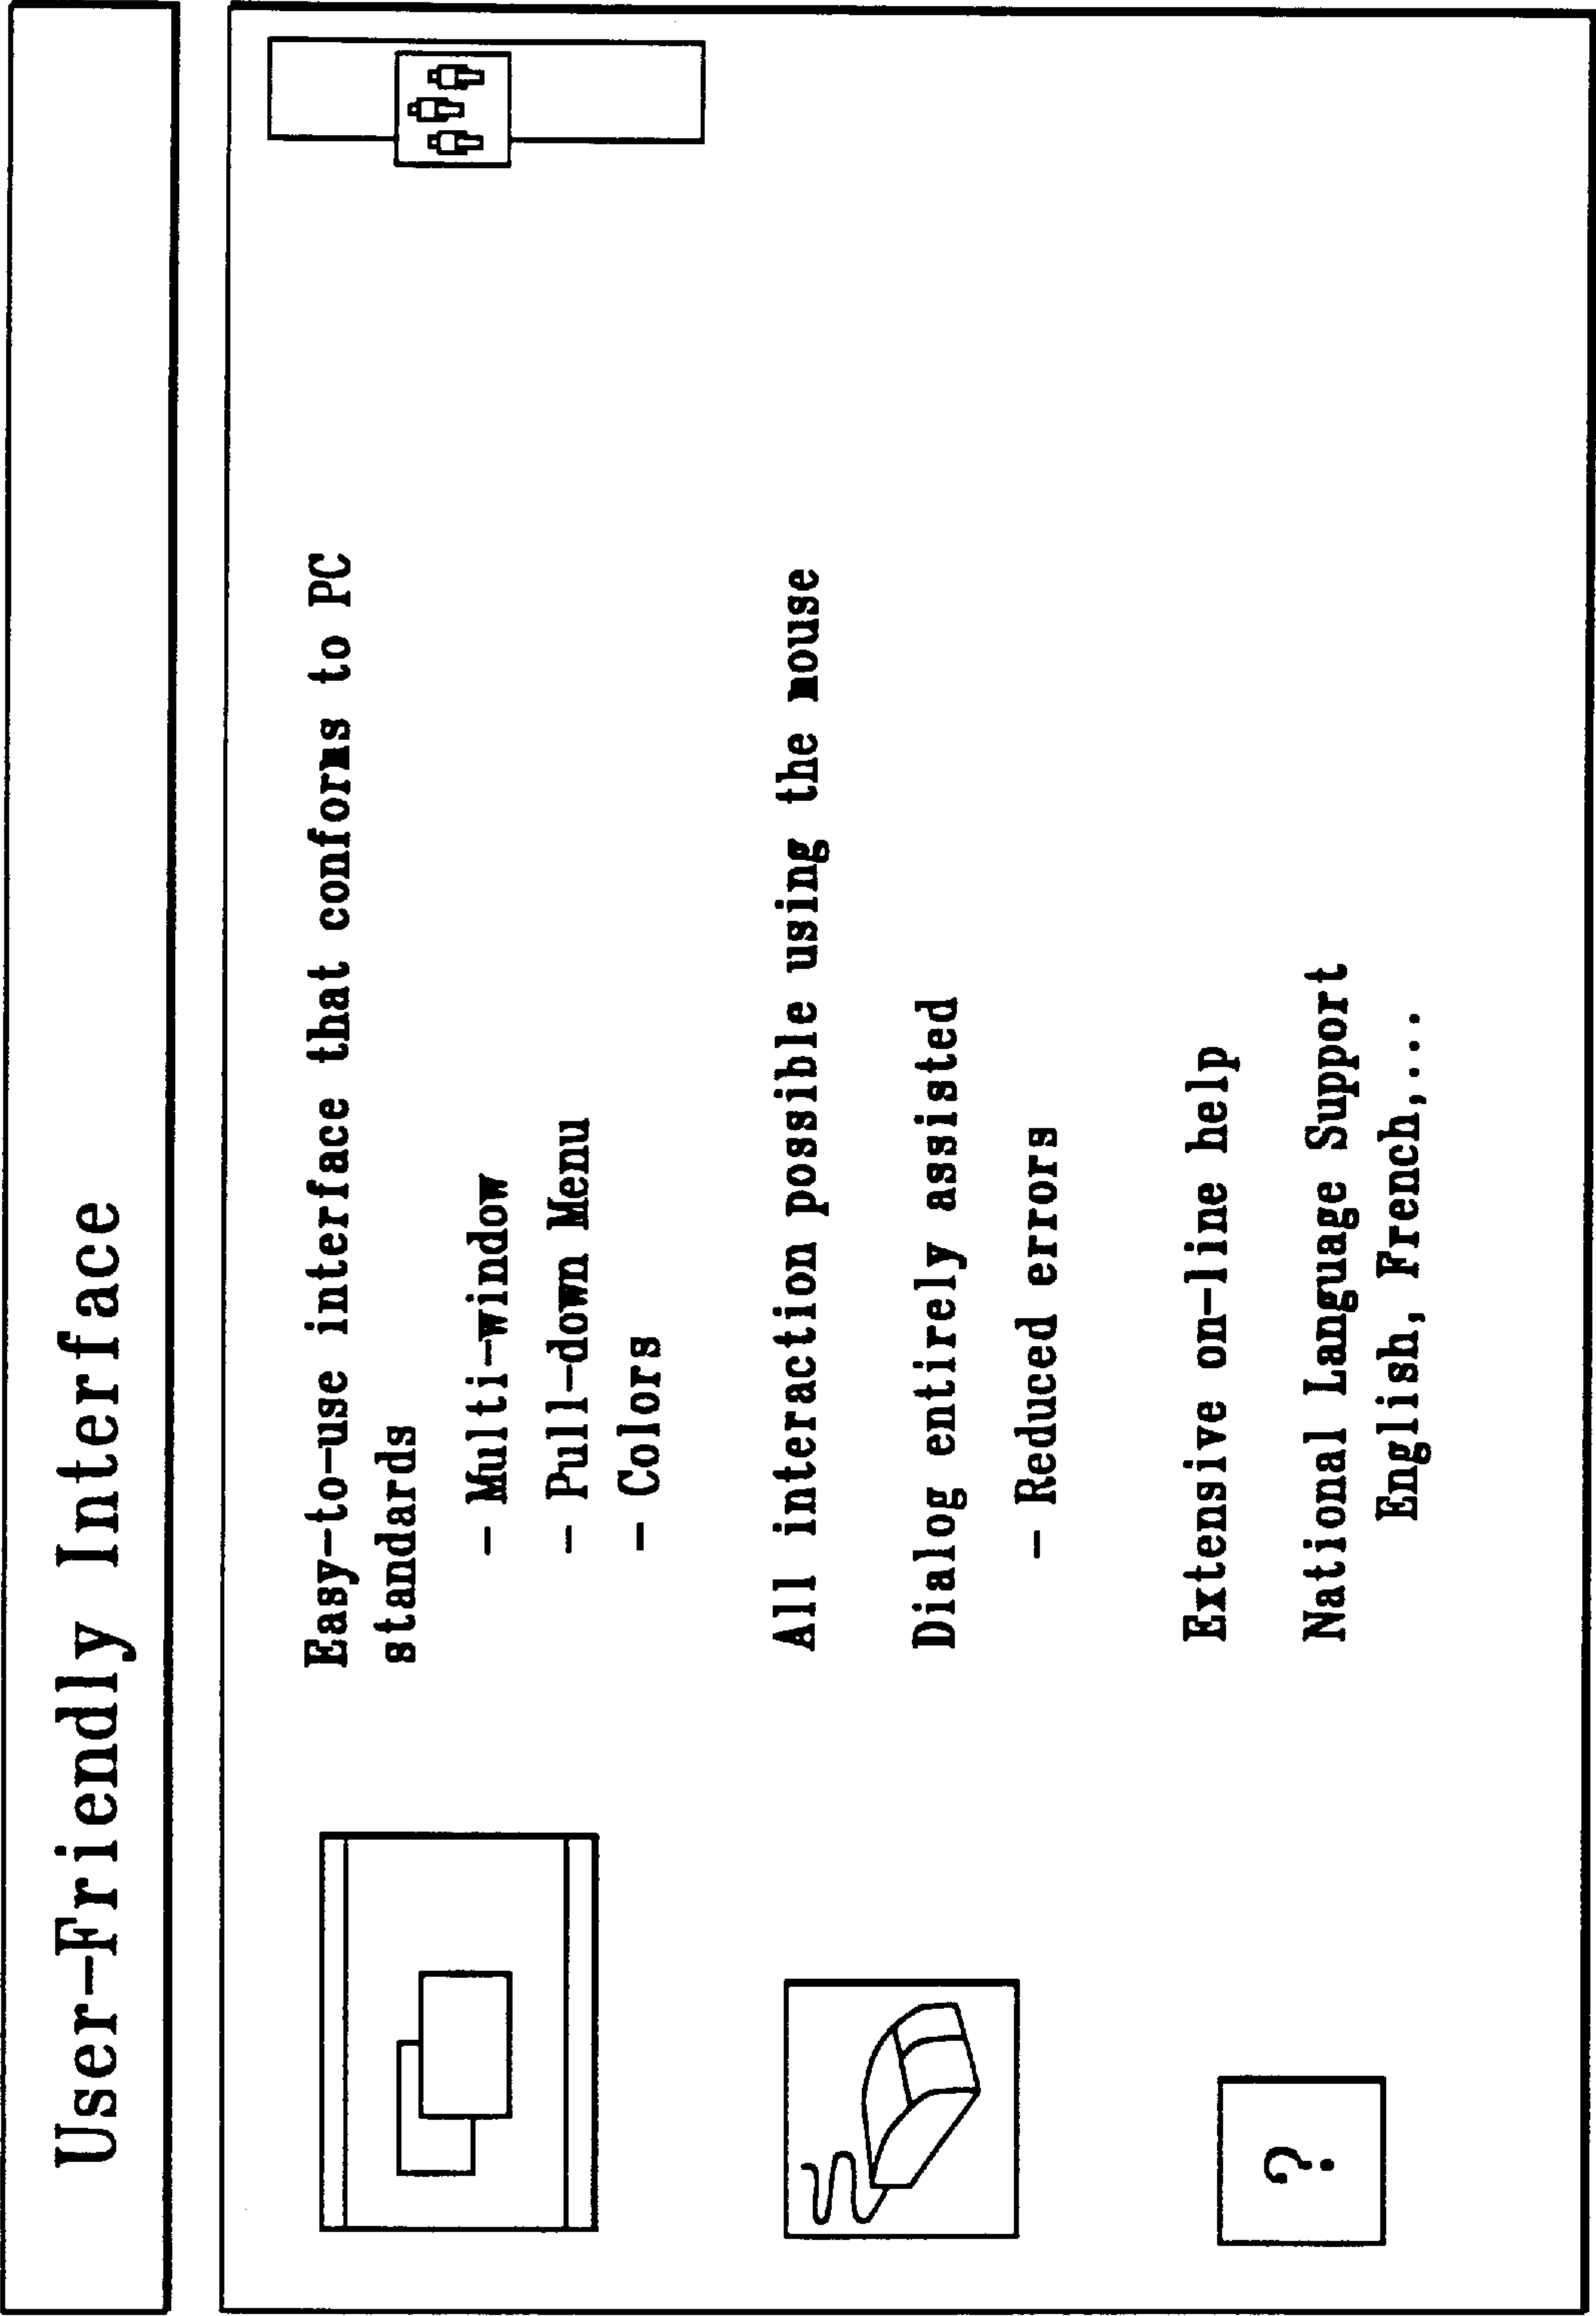 User-Friendly Interface
Easy-to-use interface that conforms to PC
standards
- Multi-window
- Pull-down Menu
- Colors
All interaction possible using the mouse
Dialog entirely assisted
- Reduced errors
Extensive on-line help
National Language Support
English, French,...
?